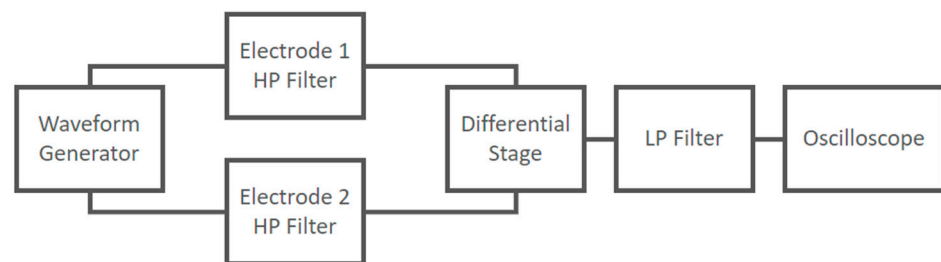 Electrode 1
HP Filter
Waveform
Generator
Differential
Stage
LP Filter
Oscilloscope
Electrode 2
HP Filter